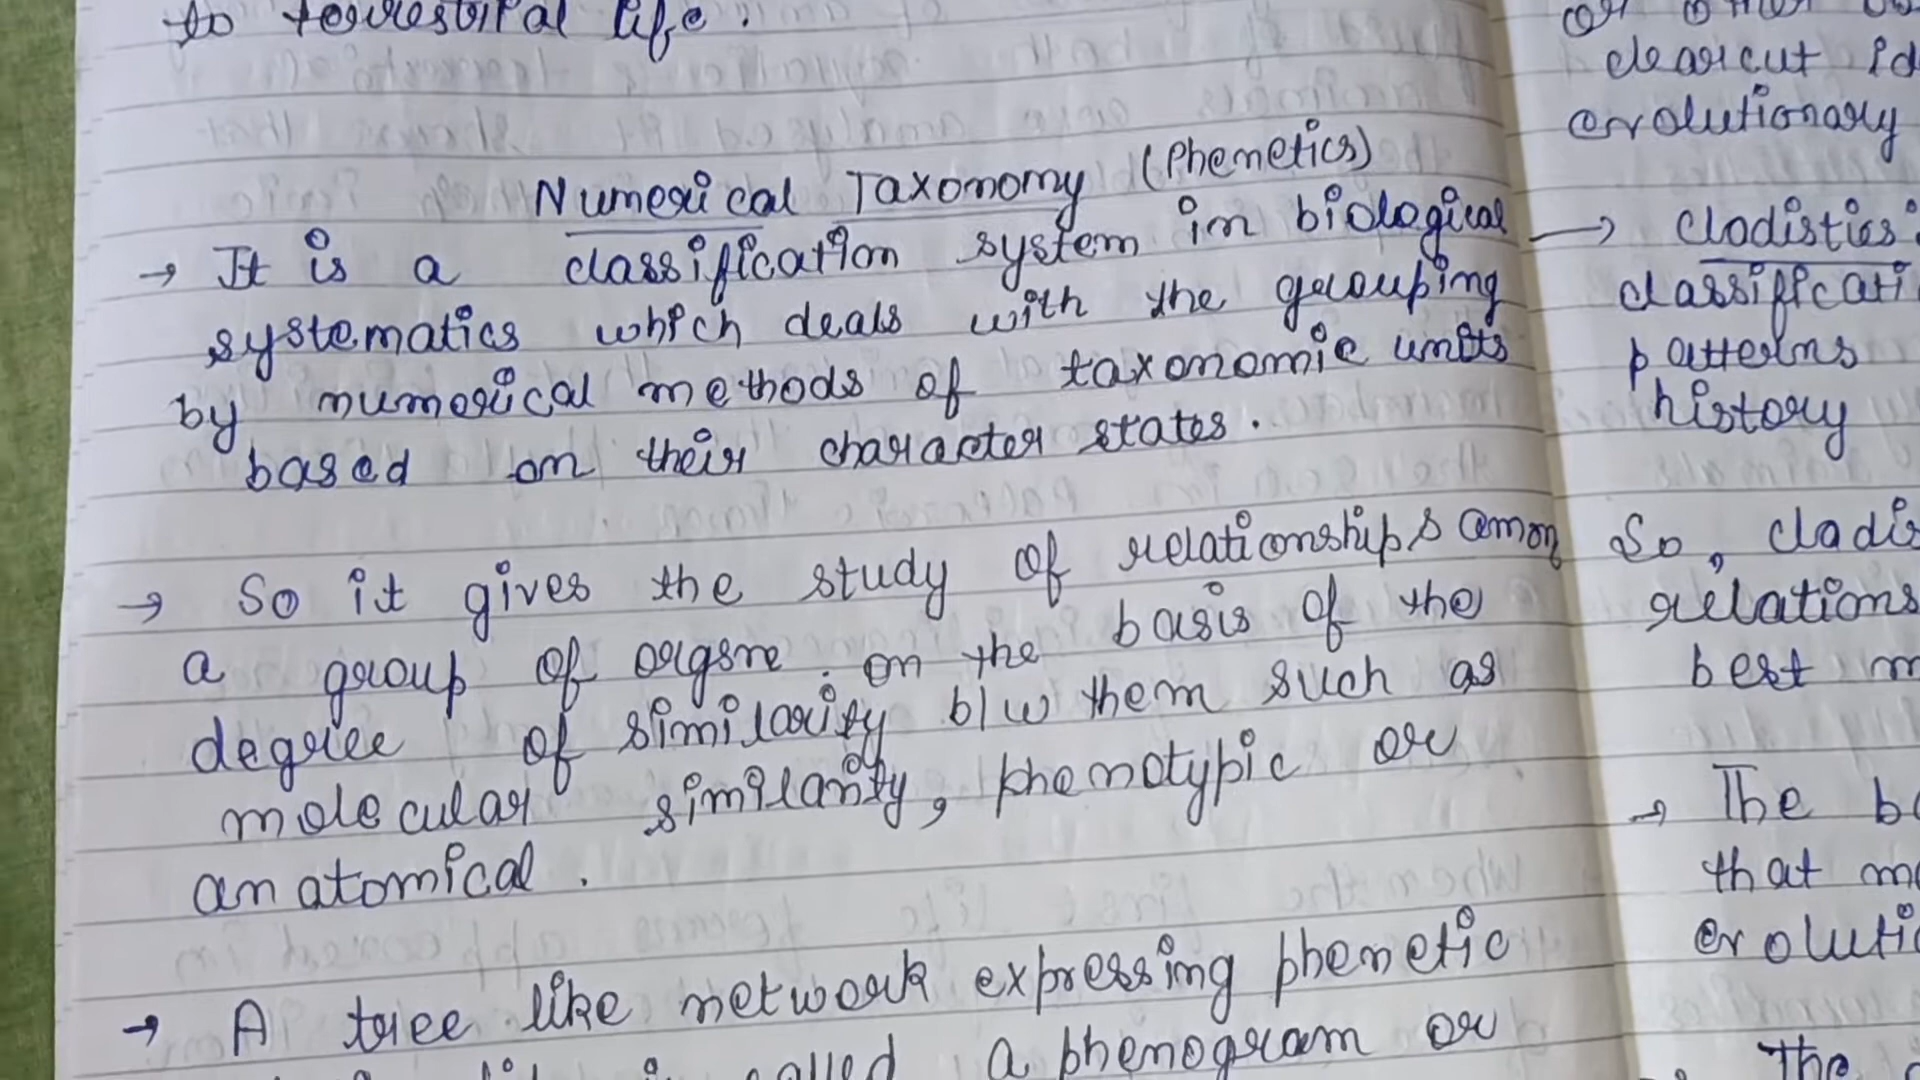 to terrestrial life.
Numerical Taxonomy (Phenetics)
→ It is a classification system in biological
systematics which deals with the grouping
by numerical methods of taxonomic units
based on their character states.
→ So it gives the study of relationships among
a group of orgsm. on the basis of the
degree of similarity b/w them such as
molecular similarity, phenotypic or
anatomical.
→ A tree like network expressing phenetic
called a phenogram or
clearcut
evolutionary
→ cladistics
classificati
patterns
history
So, cladis
relations
best m
→ The b
that m
evoluti
The